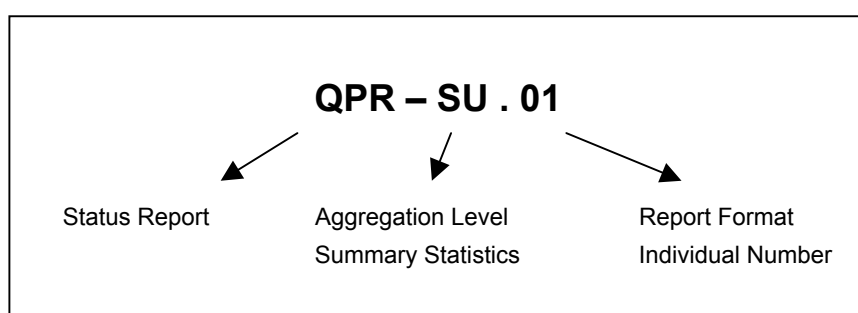 QPR – SU . 01
Status Report
Aggregation Level
Summary Statistics
Report Format
Individual Number